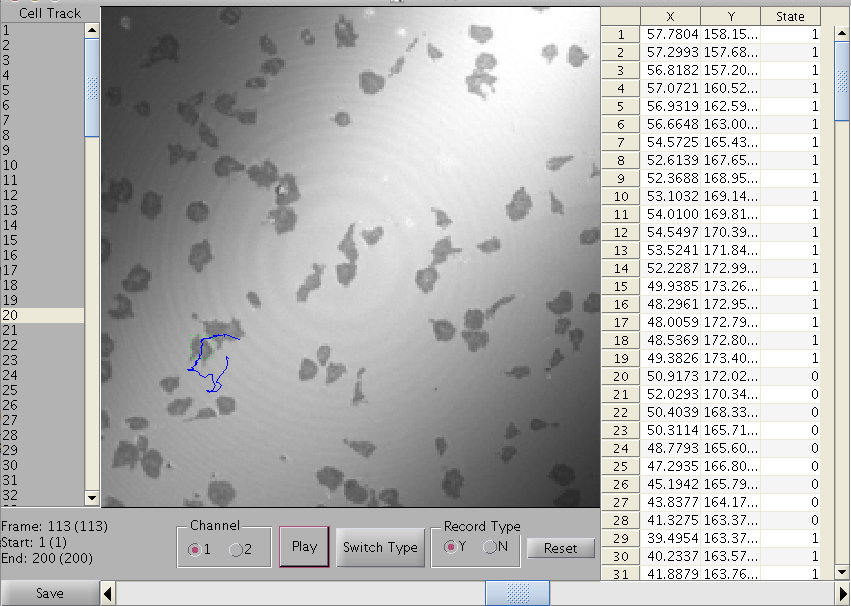 Cell Track
1
2
3
4
5
6
7
8
9
10
11
12
13
14
15
16
17
18
19
20
21
22
23
24
25
26
27
28
29
30
31
32
X Y State
1 57.7804 158.15... 1
2 57.2993 157.68... 1
3 56.8182 157.20... 1
4 57.0721 160.52... 1
5 56.9319 162.59... 1
6 56.6648 163.00... 1
7 54.5725 165.43... 1
8 52.6139 167.65... 1
9 52.3688 168.95... 1
10 53.1032 169.14... 1
11 54.0100 169.81... 1
12 54.5497 170.39... 1
13 53.5241 171.84... 1
14 52.2287 172.99... 1
15 49.9385 173.26... 1
16 48.2961 172.95... 1
17 48.0059 172.79... 1
18 48.5369 172.80... 1
19 49.3826 173.40... 1
20 50.9173 172.02... 0
21 52.0293 170.34... 0
22 50.4039 168.33... 0
23 50.3114 165.71... 0
24 48.7793 165.60... 0
25 47.2935 166.80... 0
26 45.1942 165.79... 0
27 43.8377 164.17... 0
28 41.3275 163.37... 0
29 39.4954 163.37... 1
30 40.2337 163.57... 1
31 41.8879 163.76... 1
Frame: 113 (113)
Start: 1 (1)
End: 200 (200)
Channel
1 2
Play
Switch Type
Record Type
Y N
Reset
Save